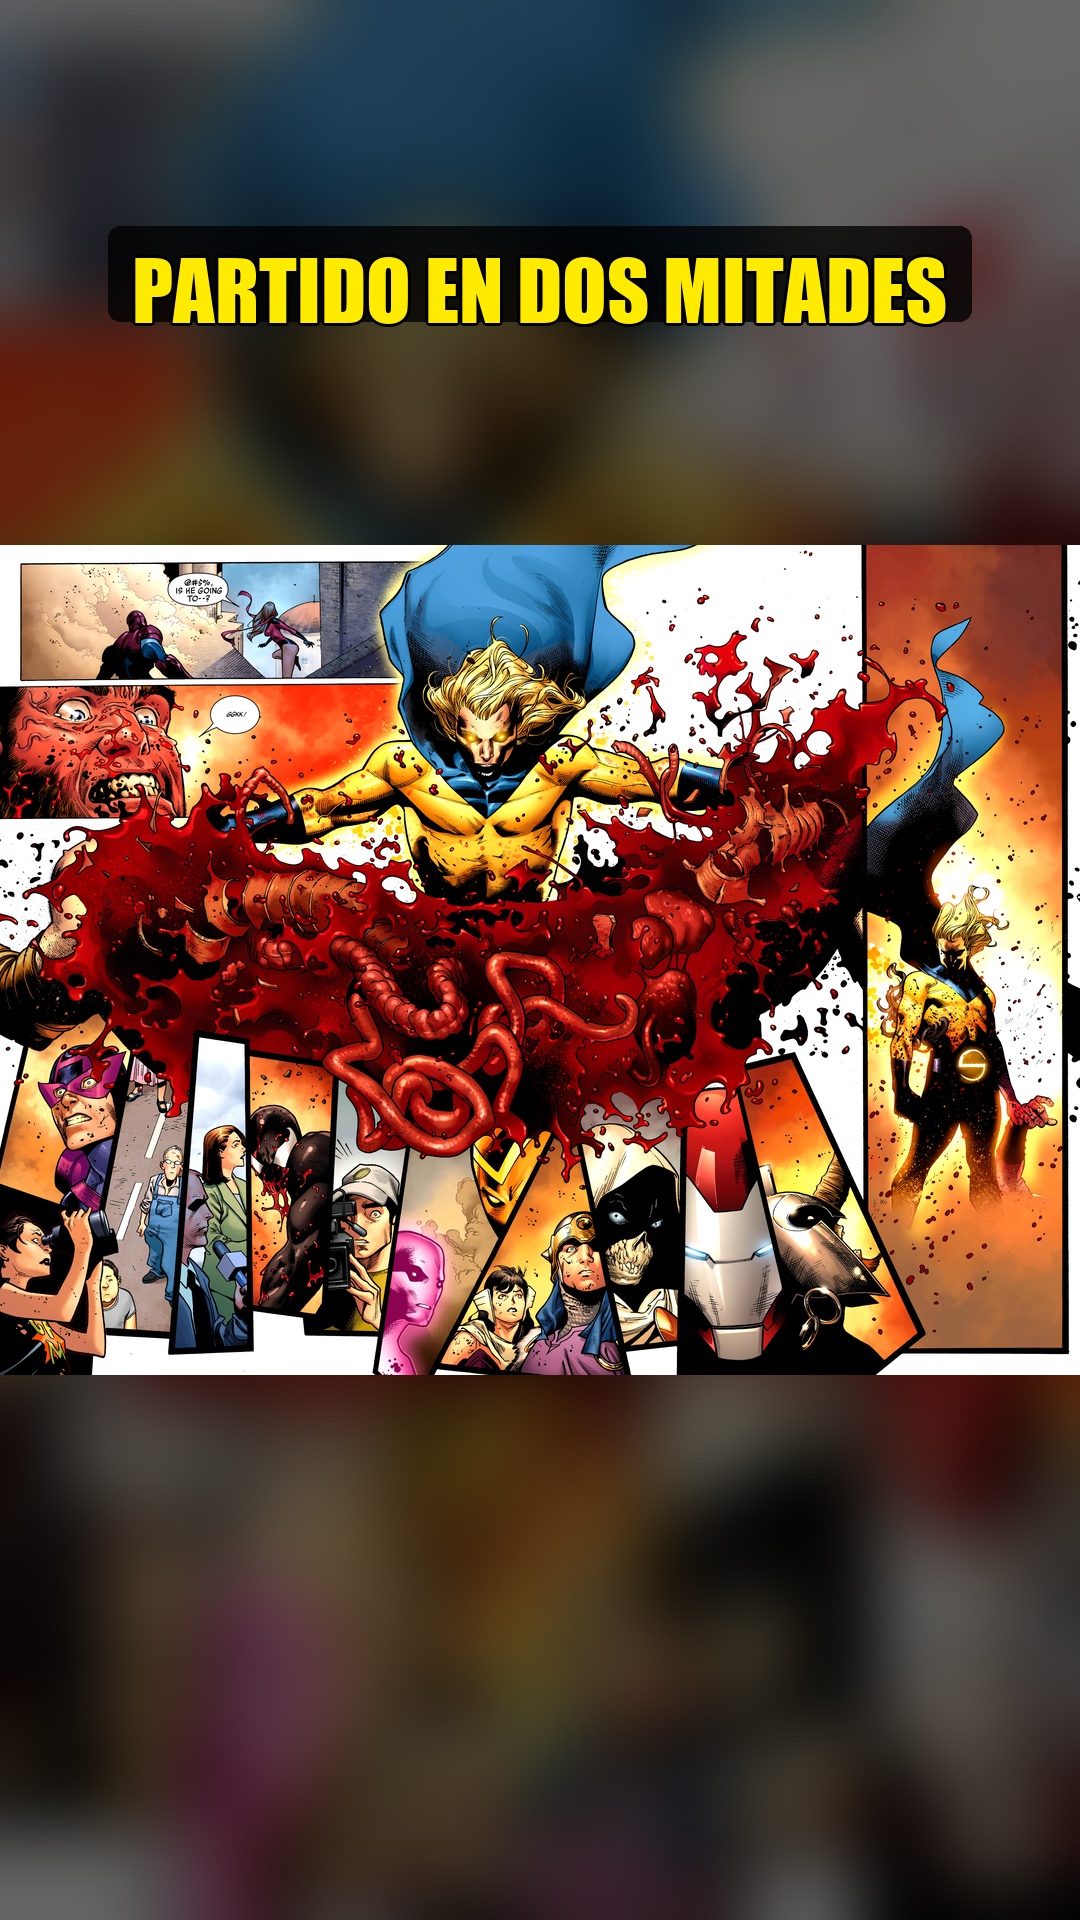 PARTIDO EN DOS MITADES
@#$%,
IS HE GOING
TO--?
GGKK!